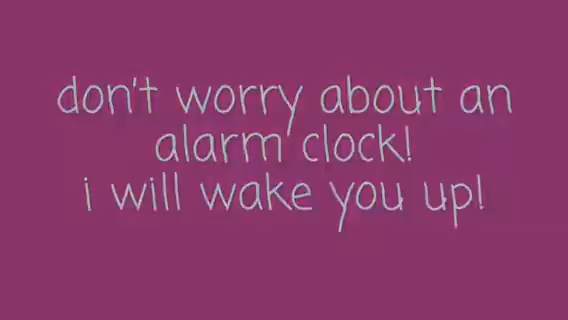 don't worry about an
alarm clock!
i will wake you up!